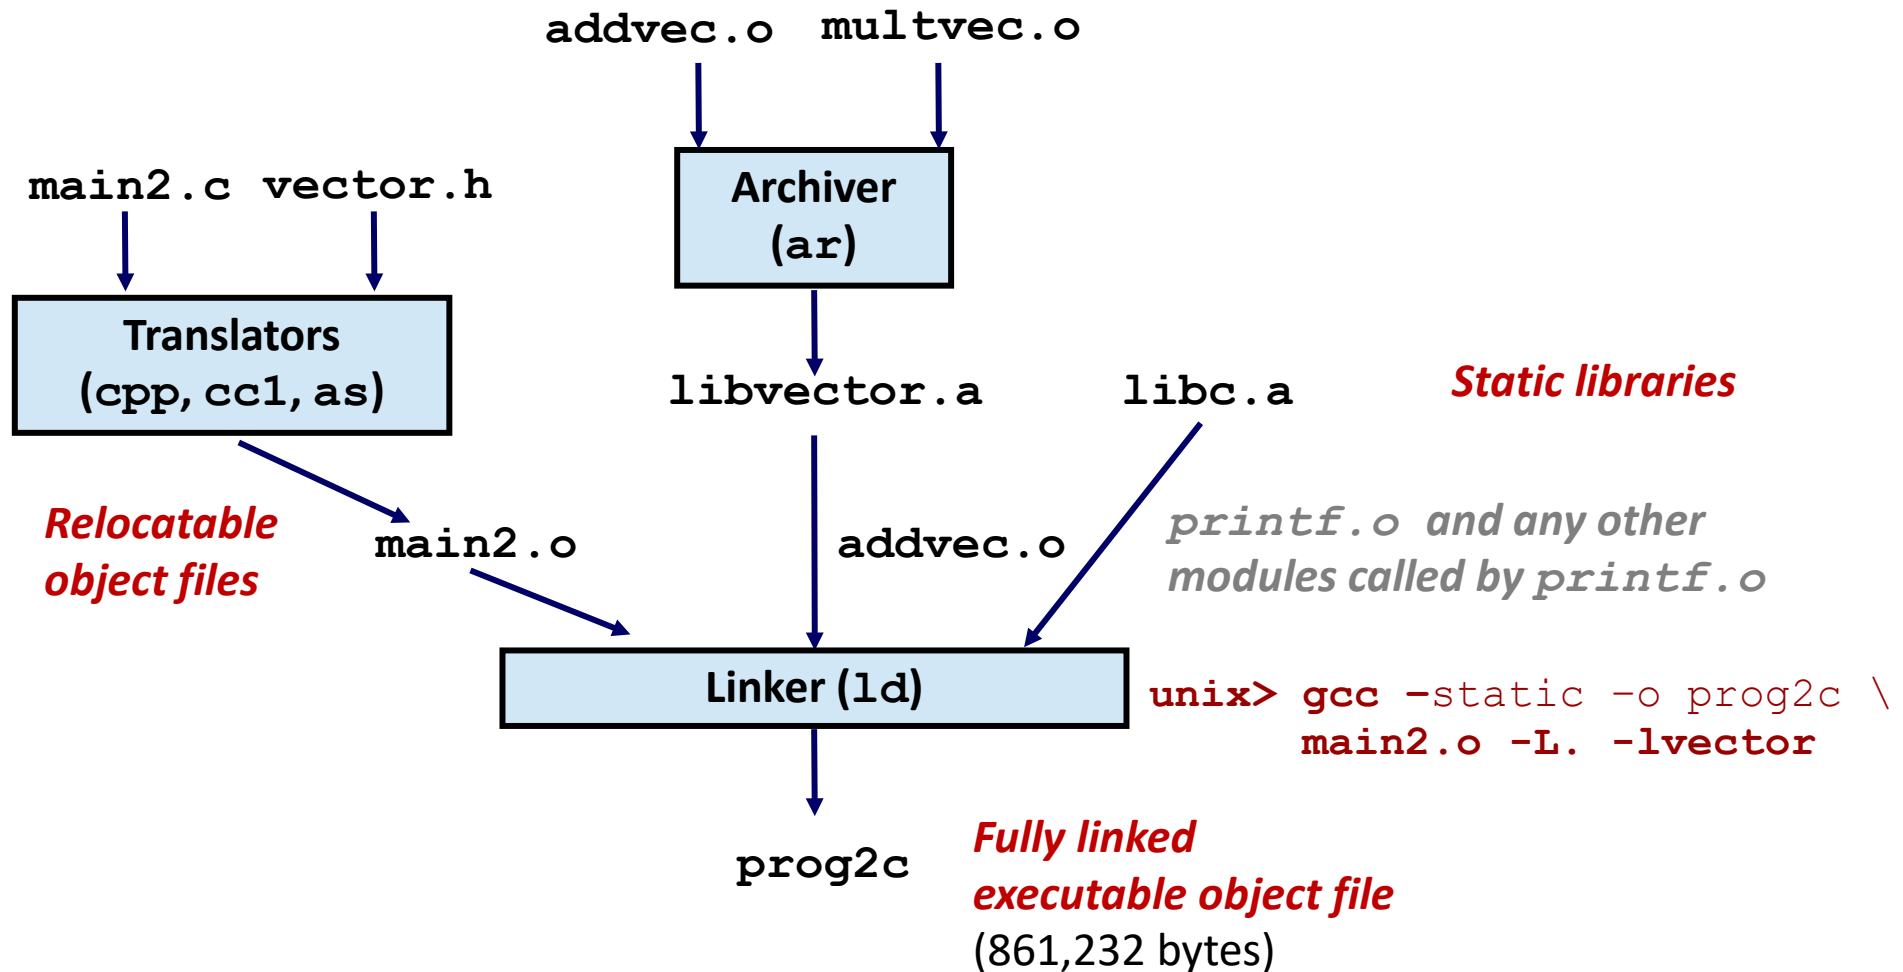 addvec.o multvec.o
main2.c vector.h
Archiver
(ar)
Translators
(cpp, cc1, as)
libvector.a
libc.a
Static libraries
Relocatable
object files
main2.o
addvec.o
printf.o and any other
modules called by printf.o
Linker (ld)
unix> gcc –static –o prog2c \
main2.o -L. -lvector
prog2c
Fully linked
executable object file
(861,232 bytes)